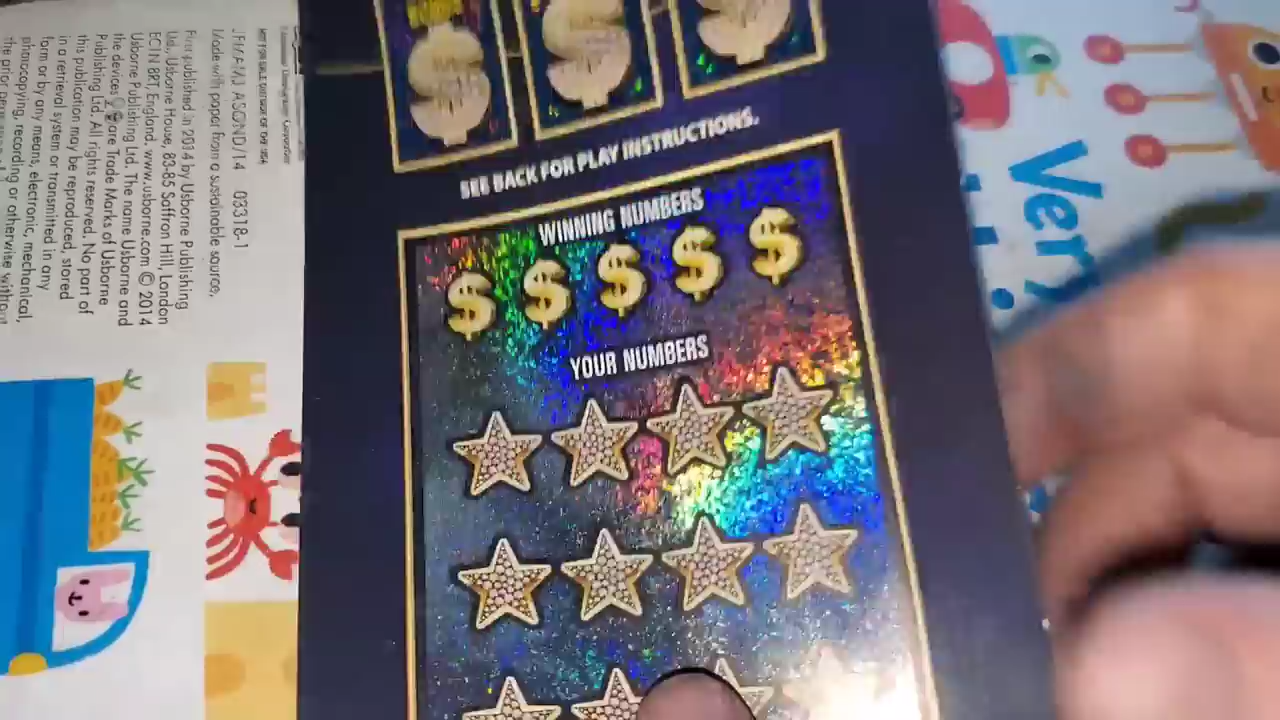 SEE BACK FOR PLAY INSTRUCTIONS.
WINNING NUMBERS
$ $ $ $ $
YOUR NUMBERS
Very
JFMAMJ ASOND/14 03318-1
Made with paper from a sustainable source.
First published in 2014 by Usborne Publishing
Ltd., Usborne House, 83-85 Saffron Hill, London
EC1N 8RT, England. www.usborne.com © 2014
Usborne Publishing Ltd. The name Usborne and
the devices are Trade Marks of Usborne
Publishing Ltd. All rights reserved. No part of
this publication may be reproduced, stored
in a retrieval system or transmitted in any
form or by any means, electronic, mechanical,
photocopying, recording or otherwise without
the prior